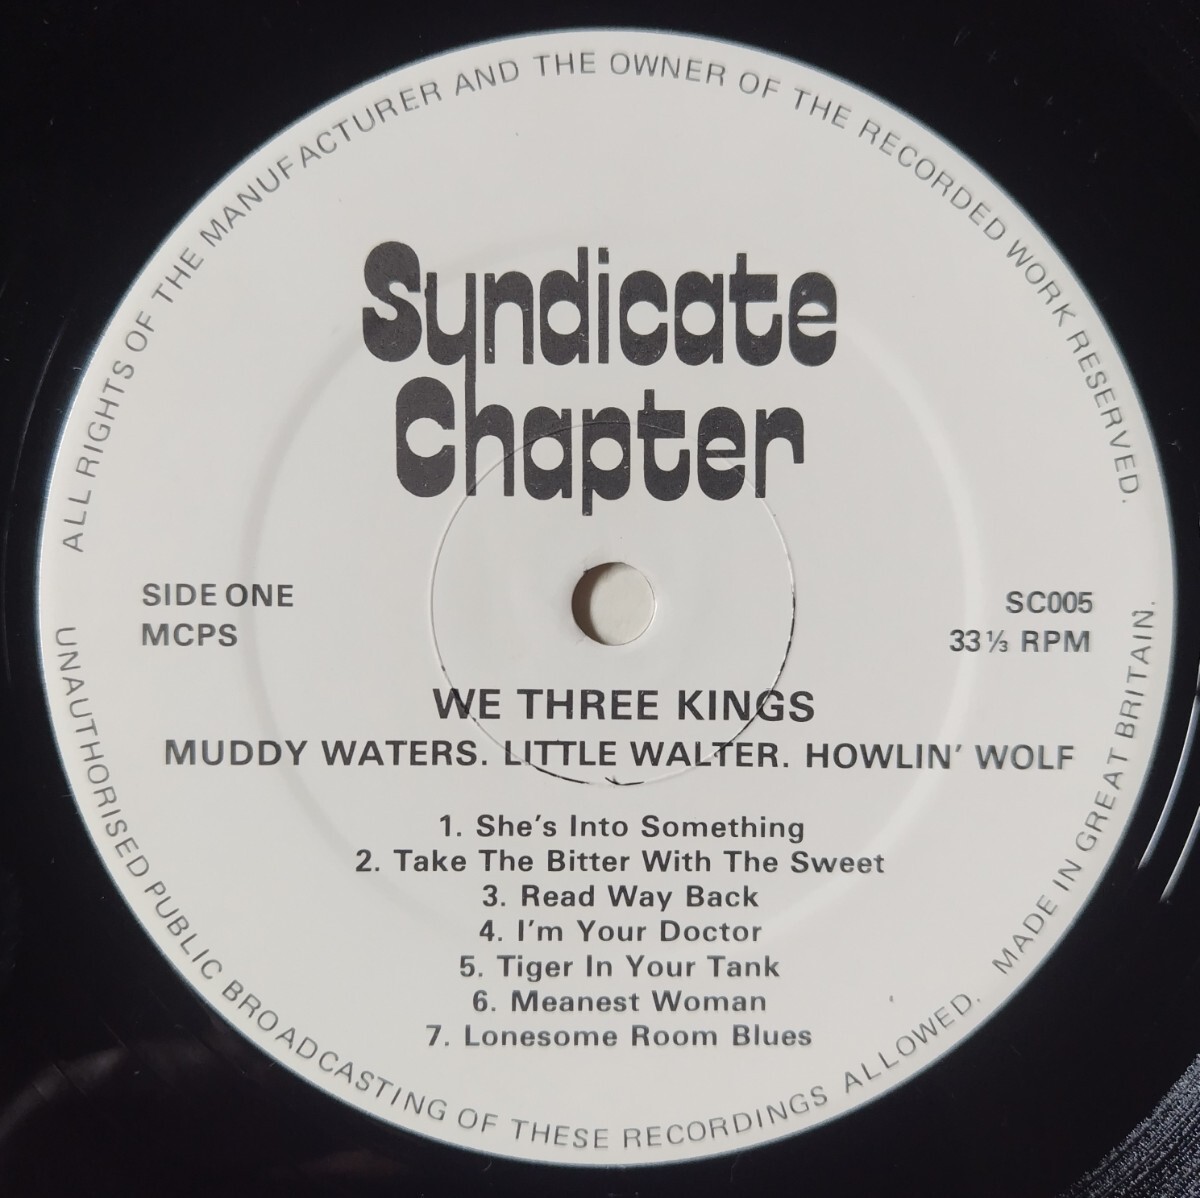 ALL RIGHTS OF THE MANUFACTURER AND THE OWNER OF THE RECORDED WORK RESERVED.
Syndicate
Chapter
SIDE ONE
MCPS
SC005
33⅓ RPM
WE THREE KINGS
MUDDY WATERS. LITTLE WALTER. HOWLIN' WOLF
1. She's Into Something
2. Take The Bitter With The Sweet
3. Read Way Back
4. I'm Your Doctor
5. Tiger In Your Tank
6. Meanest Woman
7. Lonesome Room Blues
UNAUTHORISED PUBLIC BROADCASTING OF THESE RECORDINGS ALLOWED. MADE IN GREAT BRITAIN.